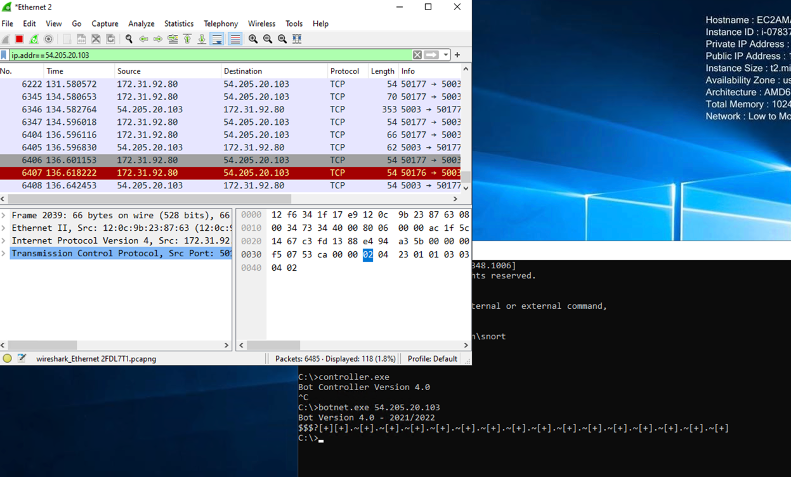 *Ethernet 2
File Edit View Go Capture Analyze Statistics Telephony Wireless Tools Help
ip.addr==54.205.20.103
No. Time Source Destination Protocol Length Info
6222 131.580572 172.31.92.80 54.205.20.103 TCP 54 50177 → 5003
6345 134.580653 172.31.92.80 54.205.20.103 TCP 70 50177 → 5003
6346 134.582764 54.205.20.103 172.31.92.80 TCP 353 5003 → 50177
6347 134.596018 172.31.92.80 54.205.20.103 TCP 54 50177 → 5003
6404 136.596116 172.31.92.80 54.205.20.103 TCP 66 50177 → 5003
6405 136.596830 54.205.20.103 172.31.92.80 TCP 62 5003 → 50177
6406 136.601153 172.31.92.80 54.205.20.103 TCP 54 50177 → 5003
6407 136.618222 172.31.92.80 54.205.20.103 TCP 54 50176 → 5003
6408 136.642453 54.205.20.103 172.31.92.80 TCP 54 5003 → 50177
Frame 2039: 66 bytes on wire (528 bits), 66
Ethernet II, Src: 12:0c:9b:23:87:63 (12:0c:9
Internet Protocol Version 4, Src: 172.31.92
Transmission Control Protocol, Src Port: 501
0000 12 f6 34 1f 17 e9 12 0c 9b 23 87 63 08
0010 00 34 73 34 40 00 80 06 00 00 ac 1f 5c
0020 14 67 c3 fd 13 88 e4 94 a3 5b 00 00 00
0030 f5 07 53 ca 00 00 02 04 23 01 01 03 03
0040 04 02
wireshark_Ethernet 2FDL7T1.pcapng
Packets: 6485 · Displayed: 118 (1.8%)
Profile: Default
Hostname : EC2AMA
Instance ID : i-07837
Private IP Address :
Public IP Address :
Instance Size : t2.mi
Availability Zone : us
Architecture : AMD6
Total Memory : 1024
Network : Low to Mo
348.1006]
nts reserved.
ternal or external command,
n\snort
C:\>controller.exe
Bot Controller Version 4.0
^C
C:\>botnet.exe 54.205.20.103
Bot Version 4.0 - 2021/2022
$$$?[+][+].~[+].~[+].~[+].~[+].~[+].~[+].~[+].~[+].~[+].~[+].~[+].~[+].~[+].~[+]
C:\>